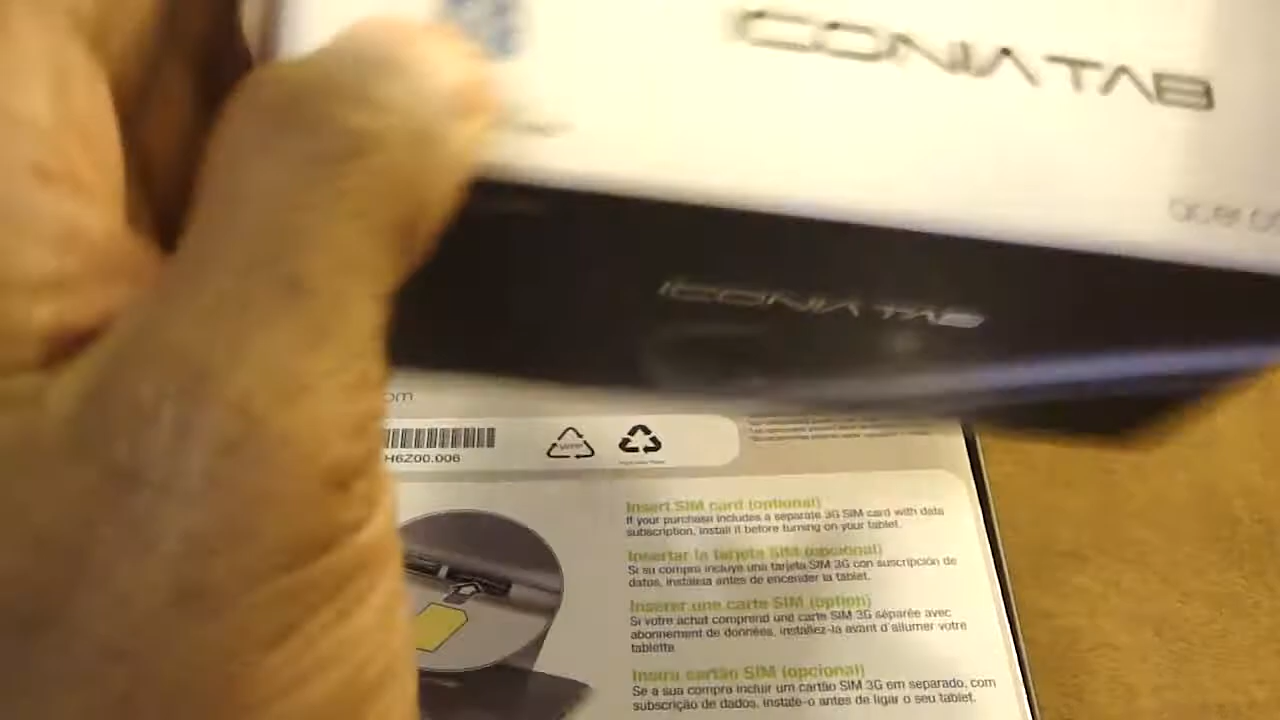 ICONIA TAB
ICONIA TAB
H6Z00.006
Insert SIM card (optional)
If your purchase includes a separate 3G SIM card with data
subscription, install it before turning on your tablet.
Insertar la tarjeta SIM (opcional)
Si su compra incluye una tarjeta SIM 3G con suscripción de
datos, instálela antes de encender la tablet.
Insérer une carte SIM (option)
Si votre achat comprend une carte SIM 3G séparée avec
abonnement de données, installez-la avant d'allumer votre
tablette
Insira cartão SIM (opcional)
Se a sua compra incluir um cartão SIM 3G em separado, com
subscrição de dados, instale-o antes de ligar o seu tablet.